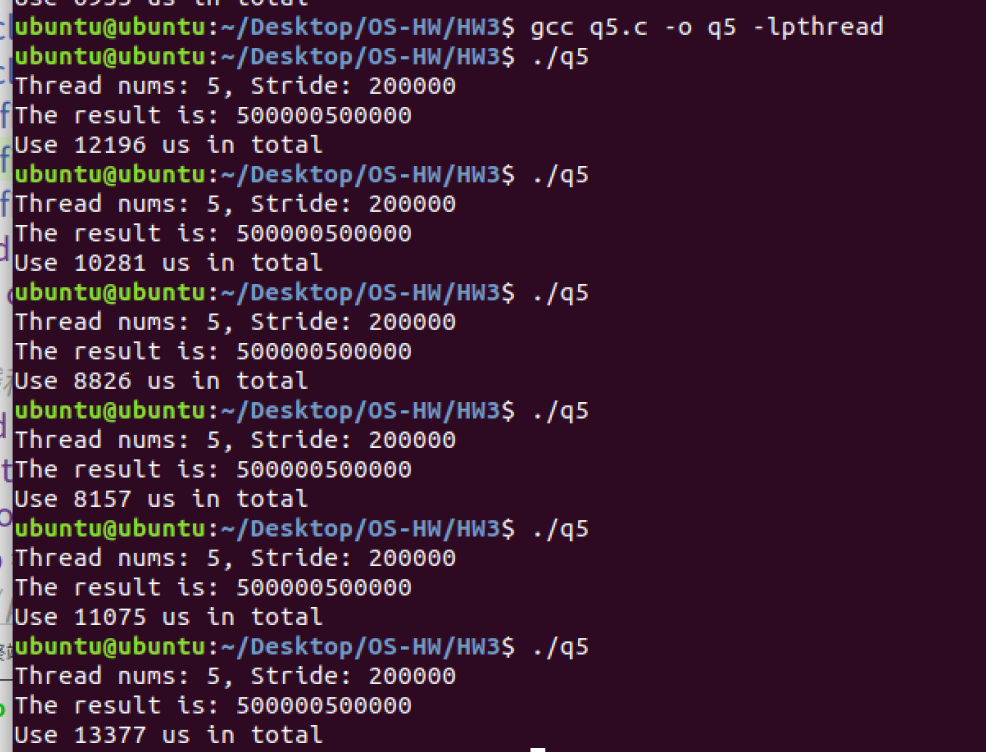 ubuntu@ubuntu:~/Desktop/OS-HW/HW3$ gcc q5.c -o q5 -lpthread
ubuntu@ubuntu:~/Desktop/OS-HW/HW3$ ./q5
Thread nums: 5, Stride: 200000
The result is: 500000500000
Use 12196 us in total
ubuntu@ubuntu:~/Desktop/OS-HW/HW3$ ./q5
Thread nums: 5, Stride: 200000
The result is: 500000500000
Use 10281 us in total
ubuntu@ubuntu:~/Desktop/OS-HW/HW3$ ./q5
Thread nums: 5, Stride: 200000
The result is: 500000500000
Use 8826 us in total
ubuntu@ubuntu:~/Desktop/OS-HW/HW3$ ./q5
Thread nums: 5, Stride: 200000
The result is: 500000500000
Use 8157 us in total
ubuntu@ubuntu:~/Desktop/OS-HW/HW3$ ./q5
Thread nums: 5, Stride: 200000
The result is: 500000500000
Use 11075 us in total
ubuntu@ubuntu:~/Desktop/OS-HW/HW3$ ./q5
Thread nums: 5, Stride: 200000
The result is: 500000500000
Use 13377 us in total